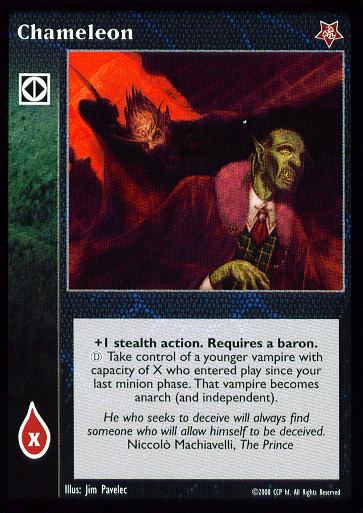 Chameleon
+1 stealth action. Requires a baron.
Ⓓ Take control of a younger vampire with
capacity of X who entered play since your
last minion phase. That vampire becomes
anarch (and independent).
He who seeks to deceive will always find
someone who will allow himself to be deceived.
Niccolò Machiavelli, The Prince
X
Illus: Jim Pavelec
©2008 CCP hf. All Rights Reserved